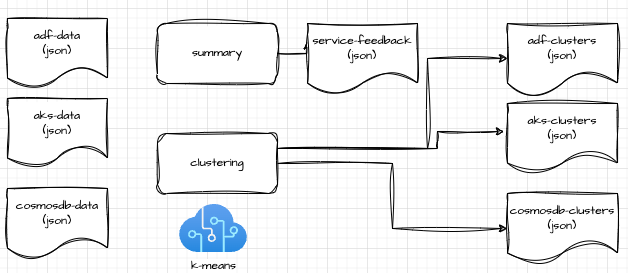 adf-data
(json)
summary
service-feedback
(json)
adf-clusters
(json)
aks-data
(json)
aks-clusters
(json)
clustering
cosmosdb-data
(json)
cosmosdb-clusters
(json)
k-means